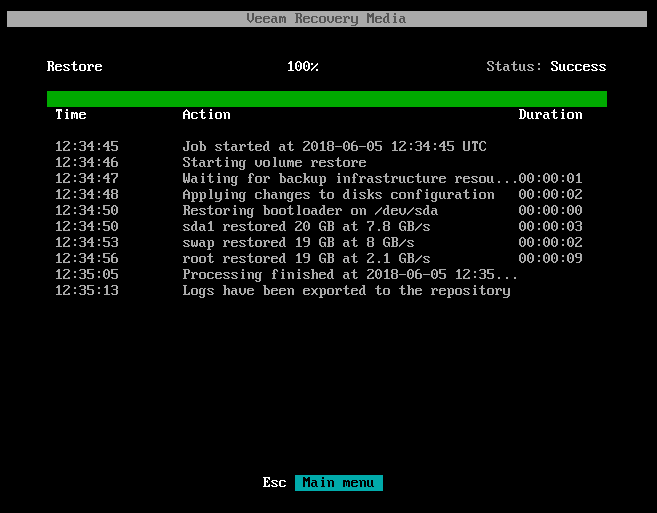 Veeam Recovery Media
Restore 100% Status: Success
Time Action Duration
12:34:45 Job started at 2018-06-05 12:34:45 UTC
12:34:46 Starting volume restore
12:34:47 Waiting for backup infrastructure resou...00:00:01
12:34:48 Applying changes to disks configuration 00:00:02
12:34:50 Restoring bootloader on /dev/sda 00:00:00
12:34:50 sda1 restored 20 GB at 7.8 GB/s 00:00:03
12:34:53 swap restored 19 GB at 8 GB/s 00:00:02
12:34:56 root restored 19 GB at 2.1 GB/s 00:00:09
12:35:05 Processing finished at 2018-06-05 12:35...
12:35:13 Logs have been exported to the repository
Esc Main menu